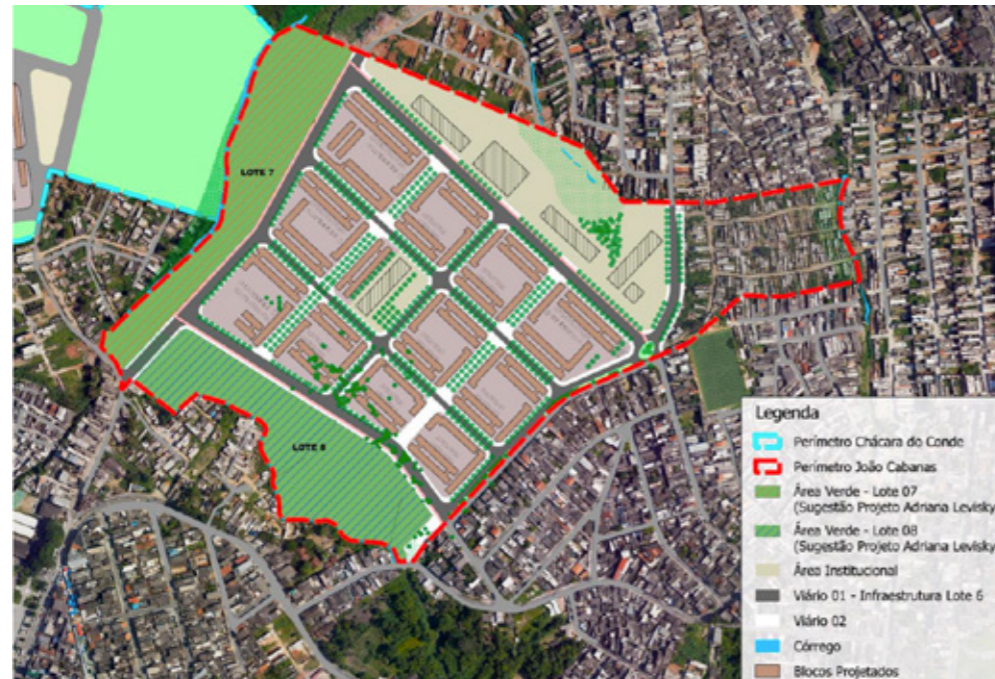 LOTE 7
LOTE 8
Legenda
Perímetro Chácara do Conde
Perímetro João Cabanas
Área Verde - Lote 07
(Sugestão Projeto Adriana Levisky
Área Verde - Lote 08
(Sugestão Projeto Adriana Levisky
Área Institucional
Viário 01 - Infraestrutura Lote 6
Viário 02
Córrego
Blocos Projetados